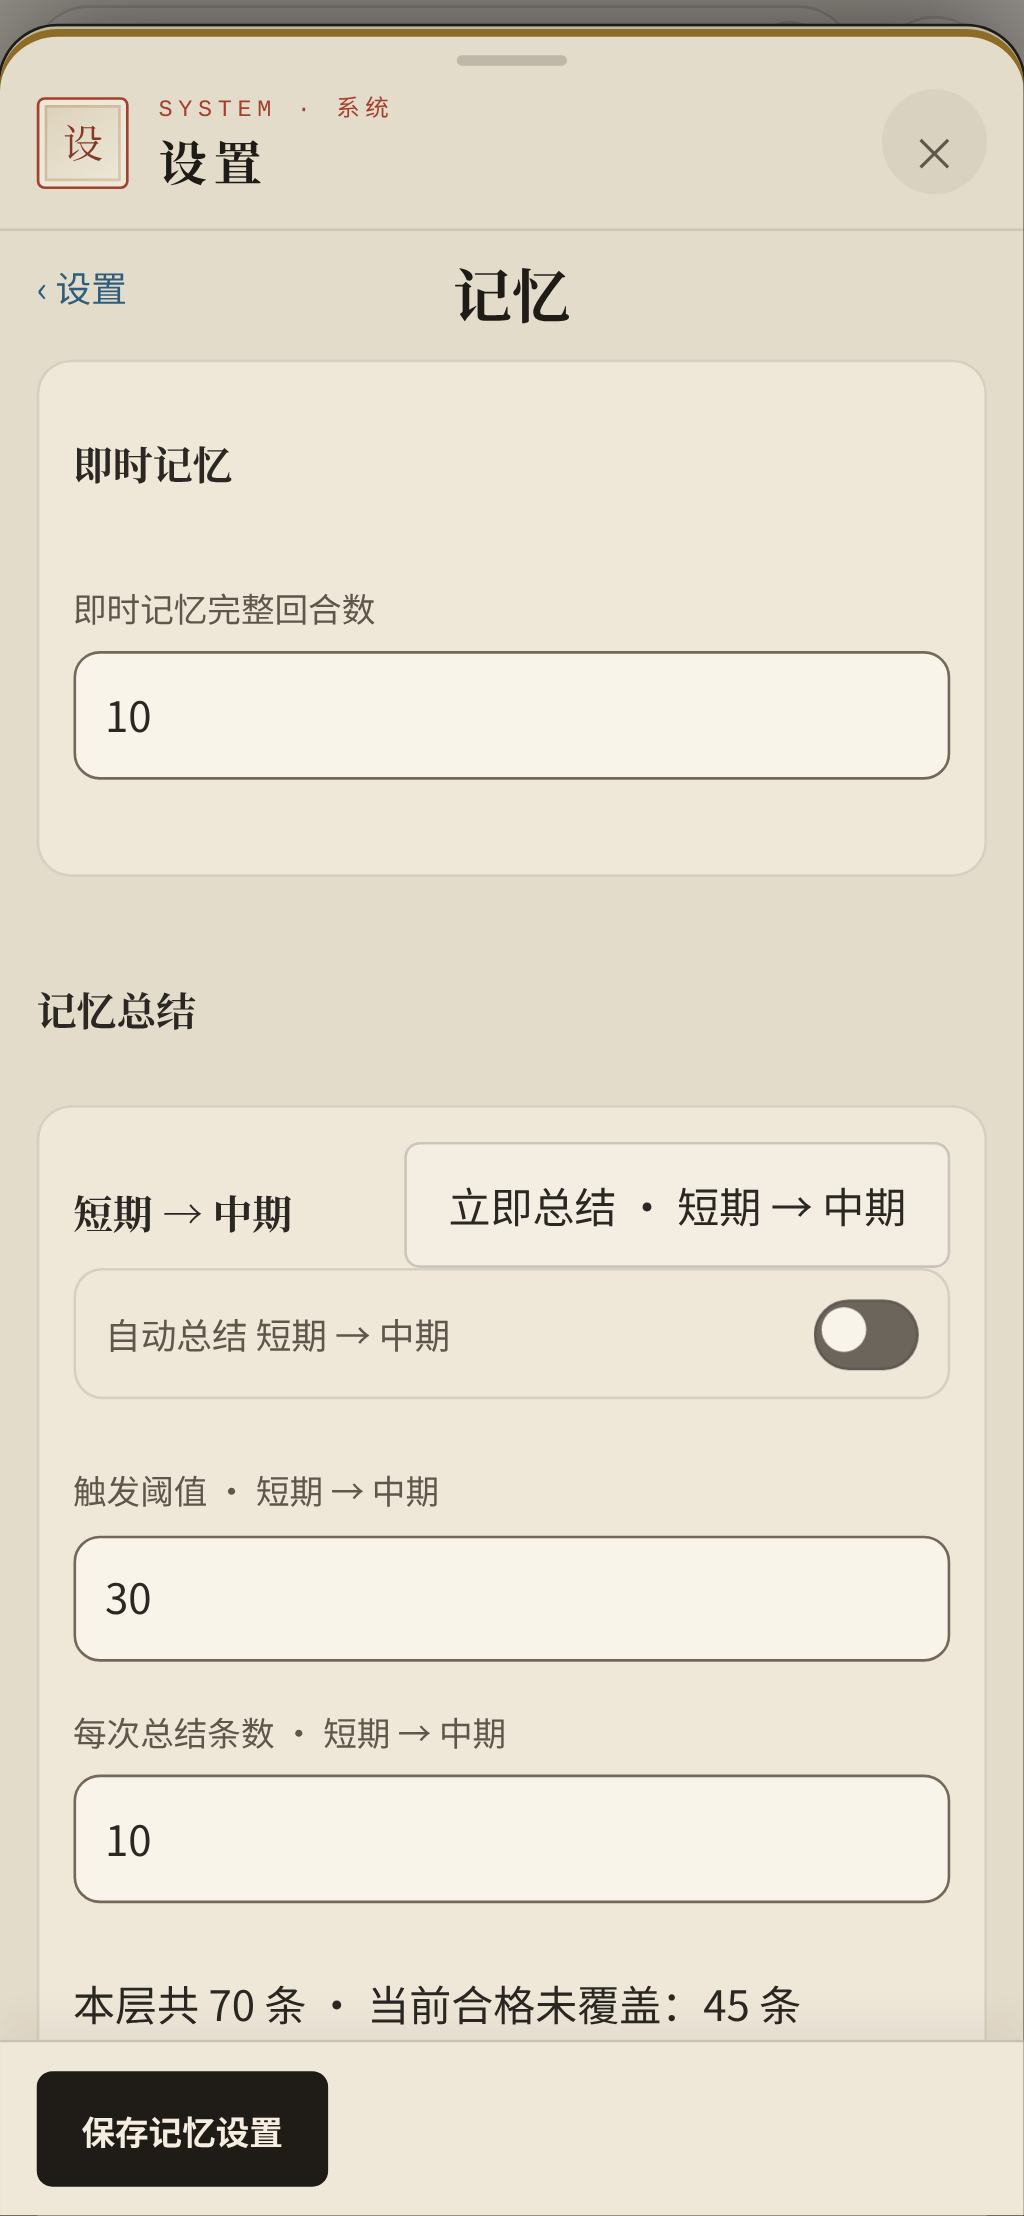 设
SYSTEM · 系统
设置
‹ 设置
记忆
即时记忆
即时记忆完整回合数
10
记忆总结
短期 → 中期
立即总结 · 短期 → 中期
自动总结 短期 → 中期
触发阈值 · 短期 → 中期
30
每次总结条数 · 短期 → 中期
10
本层共 70 条 · 当前合格未覆盖：45 条
保存记忆设置